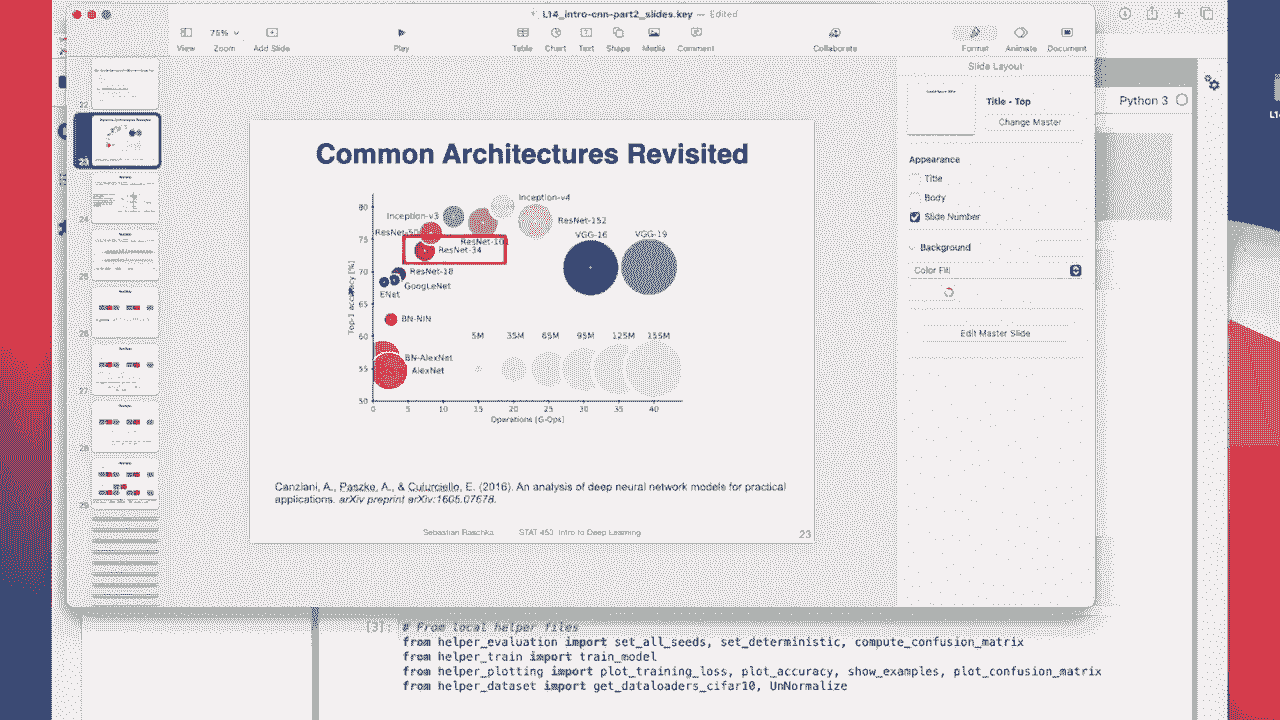 L14_intro-cnn-part2_slides.key — Edited
75%
View Zoom Add Slide Play Table Chart Text Shape Media Comment Collaborate Format Animate Document
Slide Layout
Title - Top
Change Master
Python 3
Appearance
Title
Body
Slide Number
Background
Color Fill
Edit Master Slide
22
23
24
25
26
27
28
29
Common Architectures Revisited
Inception-v4
Inception-v3
ResNet-152
ResNet-50
VGG-16 VGG-19
ResNet-10
ResNet-34
ResNet-18
GoogLeNet
ENet
BN-NIN
5M 35M 65M 95M 125M 155M
BN-AlexNet
AlexNet
80
75
70
65
60
55
50
Top-1 accuracy [%]
0 5 10 15 20 25 30 35 40
Operations [G-Ops]
Canziani, A., Paszke, A., & Culurciello, E. (2016). An analysis of deep neural network models for practical
applications. arXiv preprint arXiv:1605.07678.
Sebastian Raschka STAT 453: Intro to Deep Learning
23
[3]: # From local helper files
from helper_evaluation import set_all_seeds, set_deterministic, compute_confusion_matrix
from helper_train import train_model
from helper_plotting import plot_training_loss, plot_accuracy, show_examples, plot_confusion_matrix
from helper_dataset import get_dataloaders_cifar10, UnNormalize